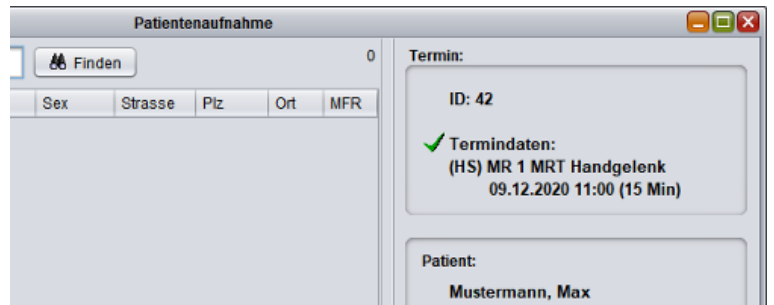 Patientenaufnahme
Finden
0
Sex Strasse Plz Ort MFR
Termin:
ID: 42
Termindaten:
(HS) MR 1 MRT Handgelenk
09.12.2020 11:00 (15 Min)
Patient:
Mustermann, Max